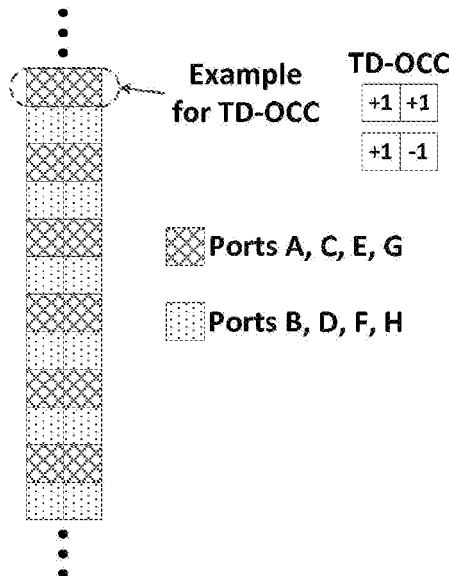 Example
for TD-OCC
TD-OCC
+1 +1
+1 -1
Ports A, C, E, G
Ports B, D, F, H